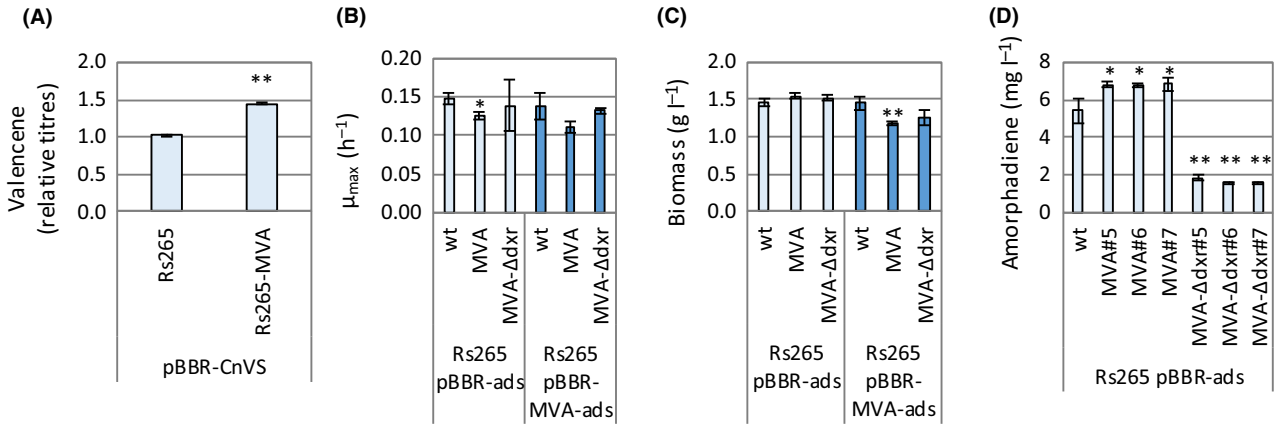 (A)
Valencene
(relative titres)
2.0
1.5
1.0
0.5
0.0
**
Rs265
Rs265-MVA
pBBR-CnVS
(B)
μmax (h⁻¹)
0.20
0.15
0.10
0.05
0.00
*
wt
MVA
MVA-Δdxr
wt
MVA
MVA-Δdxr
Rs265
pBBR-ads
Rs265
pBBR-
MVA-ads
(C)
Biomass (g l⁻¹)
2.0
1.5
1.0
0.5
0.0
**
wt
MVA
MVA-Δdxr
wt
MVA
MVA-Δdxr
Rs265
pBBR-ads
Rs265
pBBR-
MVA-ads
(D)
Amorphadiene (mg l⁻¹)
8
6
4
2
0
* * *
** ** **
wt
MVA#5
MVA#6
MVA#7
MVA-Δdxr#5
MVA-Δdxr#6
MVA-Δdxr#7
Rs265 pBBR-ads